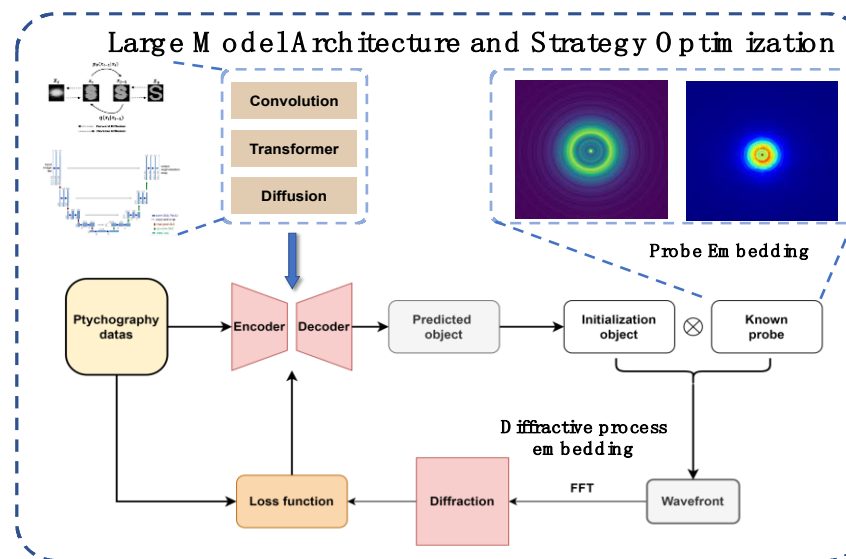 Large Model Architecture and Strategy Optimization
Convolution
Transformer
Diffusion
Probe Embedding
Ptychography
datas
Encoder
Decoder
Predicted
object
Initialization
object
⊗
Known
probe
Diffractive process
embedding
Loss function
Diffraction
FFT
Wavefront